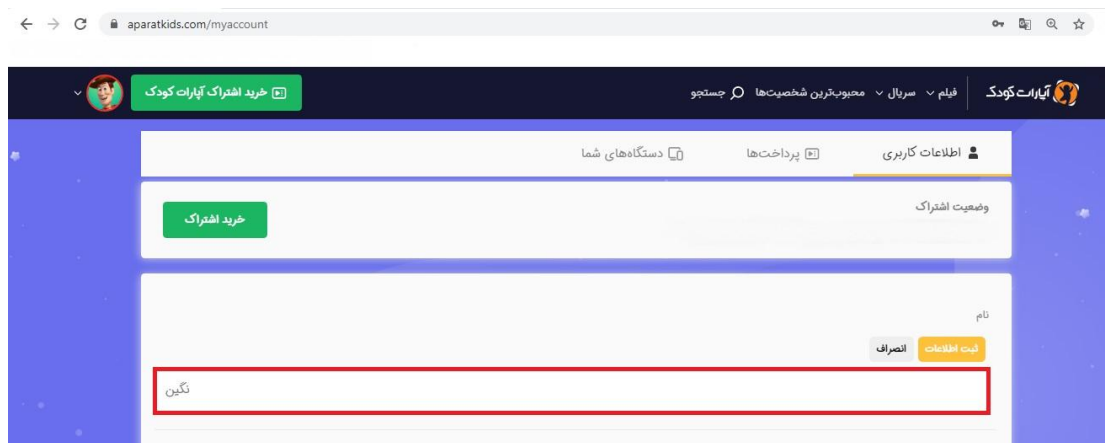 aparatkids.com/myaccount
آپارات کودک فیلم سریال محبوب‌ترین شخصیت‌ها جستجو خرید اشتراک آپارات کودک
اطلاعات کاربری پرداخت‌ها دستگاه‌های شما
وضعیت اشتراک
خرید اشتراک
نام
ثبت اطلاعات انصراف
نگین